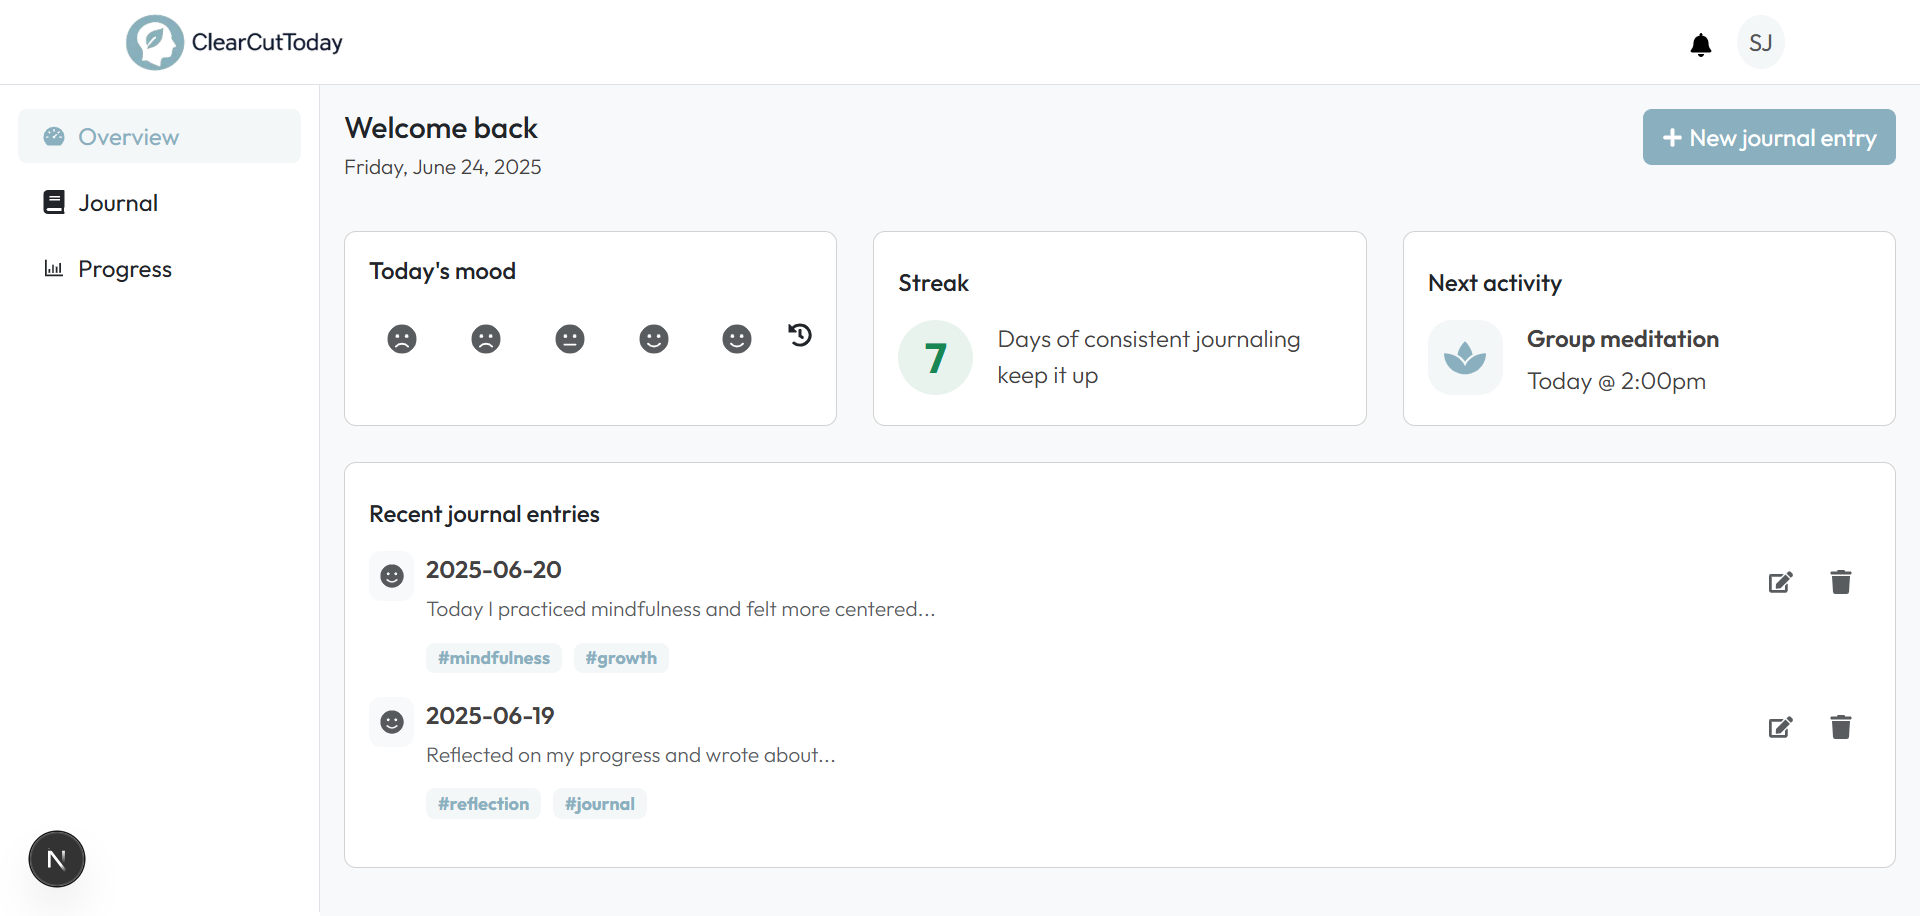 ClearCutToday
SJ
Overview
Journal
Progress
Welcome back
Friday, June 24, 2025
New journal entry
Today's mood
Streak
7
Days of consistent journaling
keep it up
Next activity
Group meditation
Today @ 2:00pm
Recent journal entries
2025-06-20
Today I practiced mindfulness and felt more centered...
#mindfulness #growth
2025-06-19
Reflected on my progress and wrote about...
#reflection #journal
N